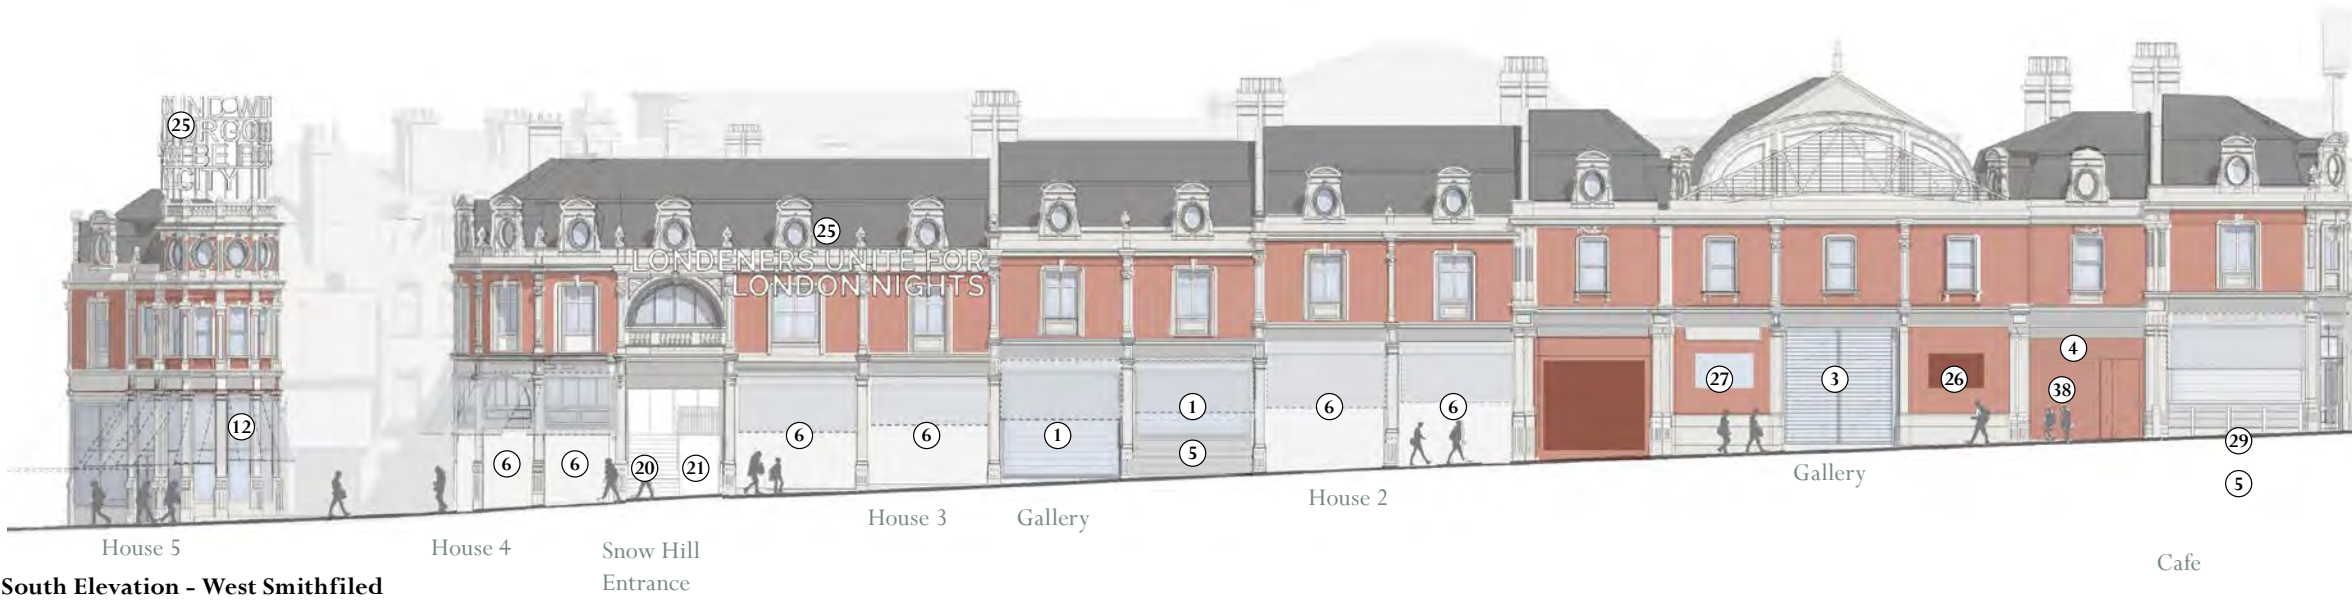 25
CITY
25
LONDENERS UNITE FOR
LONDON NIGHTS
12
6
6
20
21
6
6
1
1
5
6
6
27
3
26
4
38
29
5
House 5
House 4
Snow Hill
Entrance
House 3
Gallery
House 2
Gallery
Cafe
South Elevation - West Smithfiled